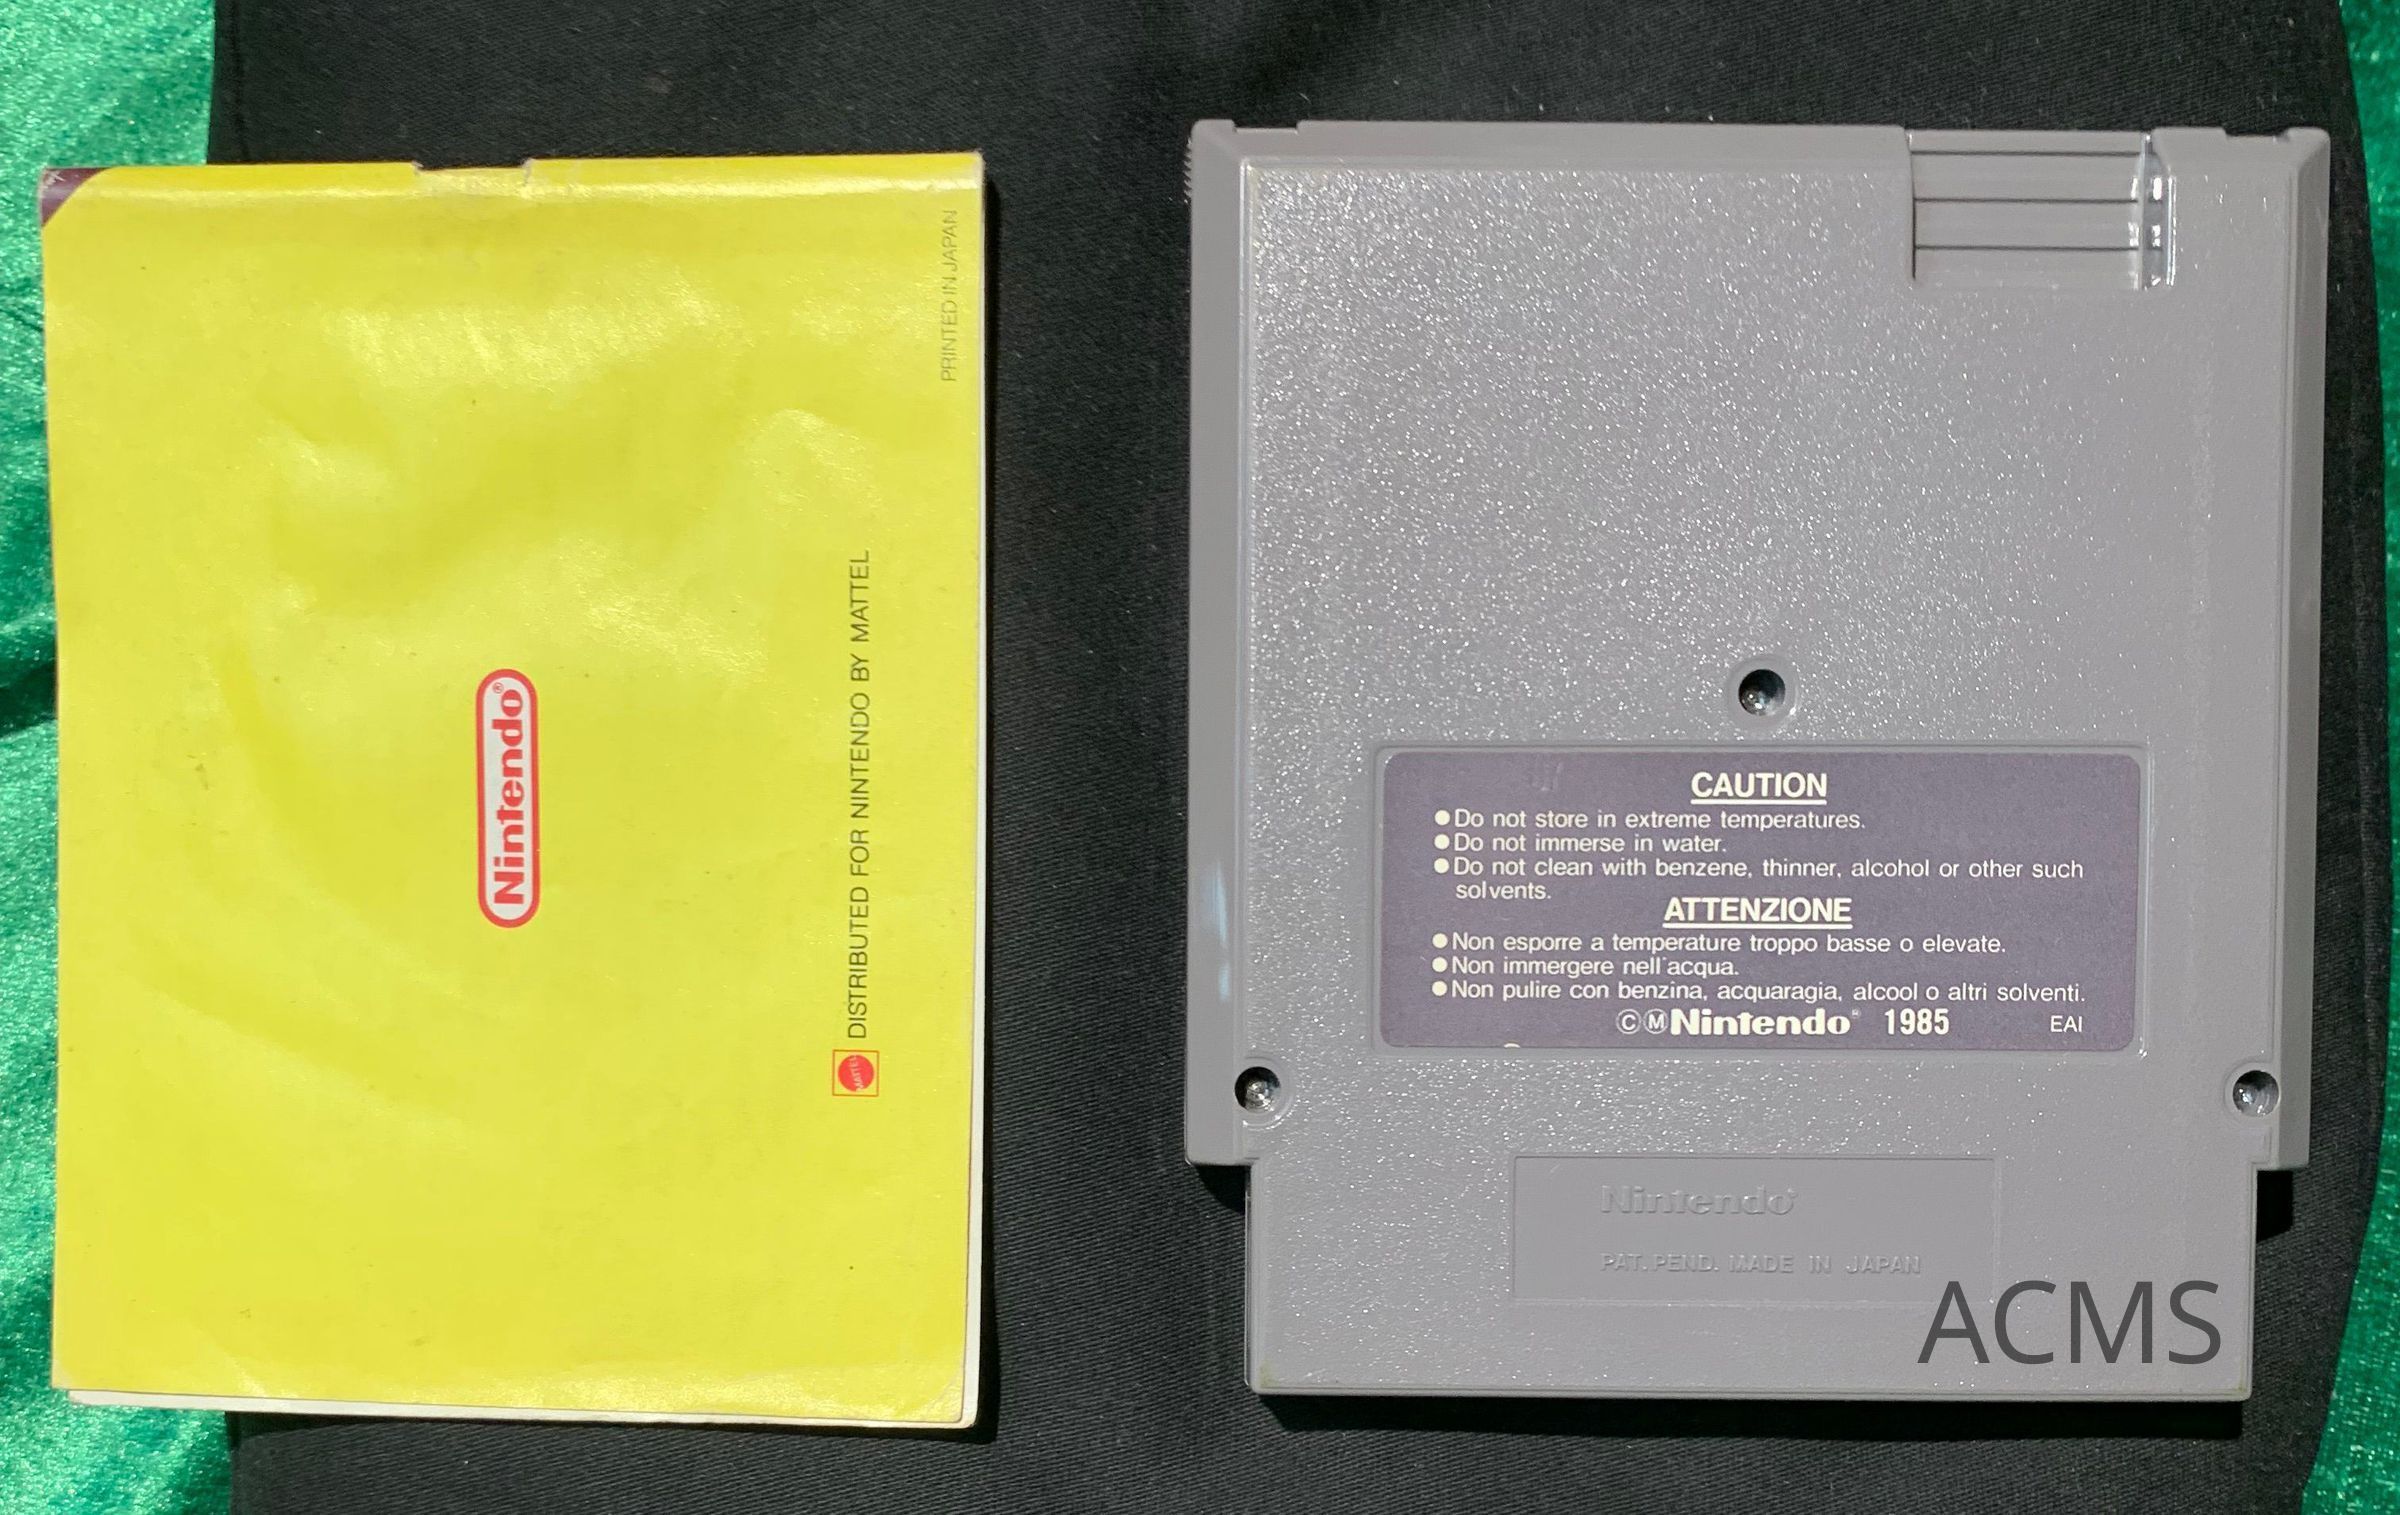 PRINTED IN JAPAN
Nintendo®
DISTRIBUTED FOR NINTENDO BY MATTEL
MATTEL
CAUTION
●Do not store in extreme temperatures.
●Do not immerse in water.
●Do not clean with benzene, thinner, alcohol or other such
solvents.
ATTENZIONE
●Non esporre a temperature troppo basse o elevate.
●Non immergere nell'acqua.
●Non pulire con benzina, acquaragia, alcool o altri solventi.
ⒸⓂNintendo® 1985 EAI
Nintendo®
PAT. PEND. MADE IN JAPAN
ACMS